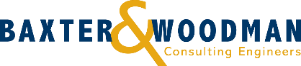 BAXTER & WOODMAN
Consulting Engineers